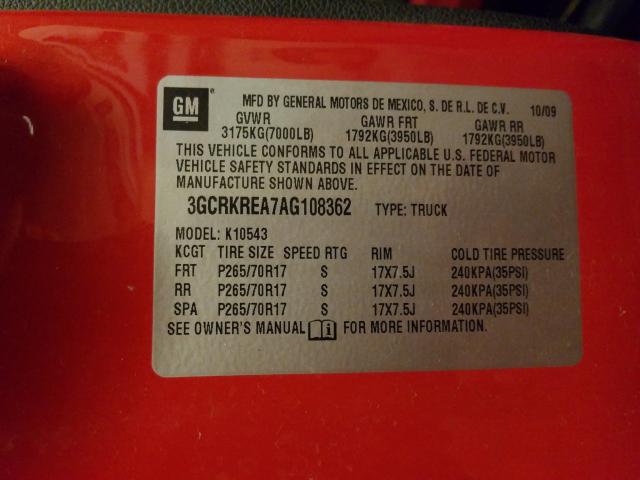 GM ® MFD BY GENERAL MOTORS DE MEXICO, S. DE R.L. DE C.V. 10/09
GVWR GAWR FRT GAWR RR
3175KG(7000LB) 1792KG(3950LB) 1792KG(3950LB)
THIS VEHICLE CONFORMS TO ALL APPLICABLE U.S. FEDERAL MOTOR
VEHICLE SAFETY STANDARDS IN EFFECT ON THE DATE OF
MANUFACTURE SHOWN ABOVE.
3GCRKREA7AG108362 TYPE: TRUCK
MODEL: K10543
KCGT TIRE SIZE SPEED RTG RIM COLD TIRE PRESSURE
FRT P265/70R17 S 17X7.5J 240KPA(35PSI)
RR P265/70R17 S 17X7.5J 240KPA(35PSI)
SPA P265/70R17 S 17X7.5J 240KPA(35PSI)
SEE OWNER'S MANUAL i FOR MORE INFORMATION.